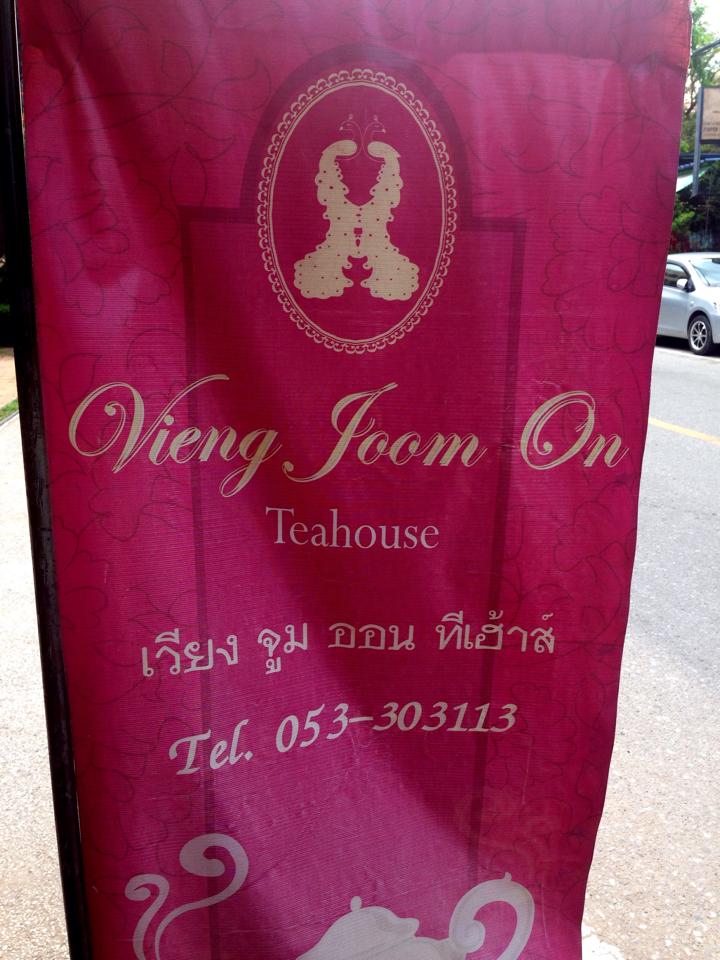 Vieng Joom On
Teahouse
เวียง จูม ออน ทีเฮ้าส์
Tel. 053-303113